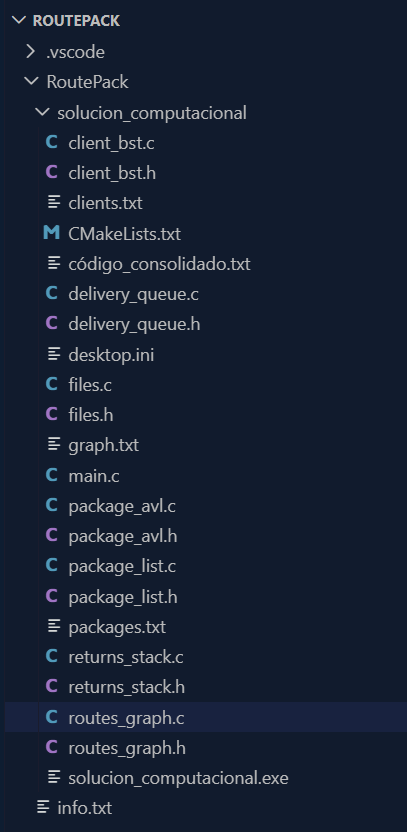 ROUTEPACK
.vscode
RoutePack
solucion_computacional
C client_bst.c
C client_bst.h
clients.txt
M CMakeLists.txt
código_consolidado.txt
C delivery_queue.c
C delivery_queue.h
desktop.ini
C files.c
C files.h
graph.txt
C main.c
C package_avl.c
C package_avl.h
C package_list.c
C package_list.h
packages.txt
C returns_stack.c
C returns_stack.h
C routes_graph.c
C routes_graph.h
solucion_computacional.exe
info.txt